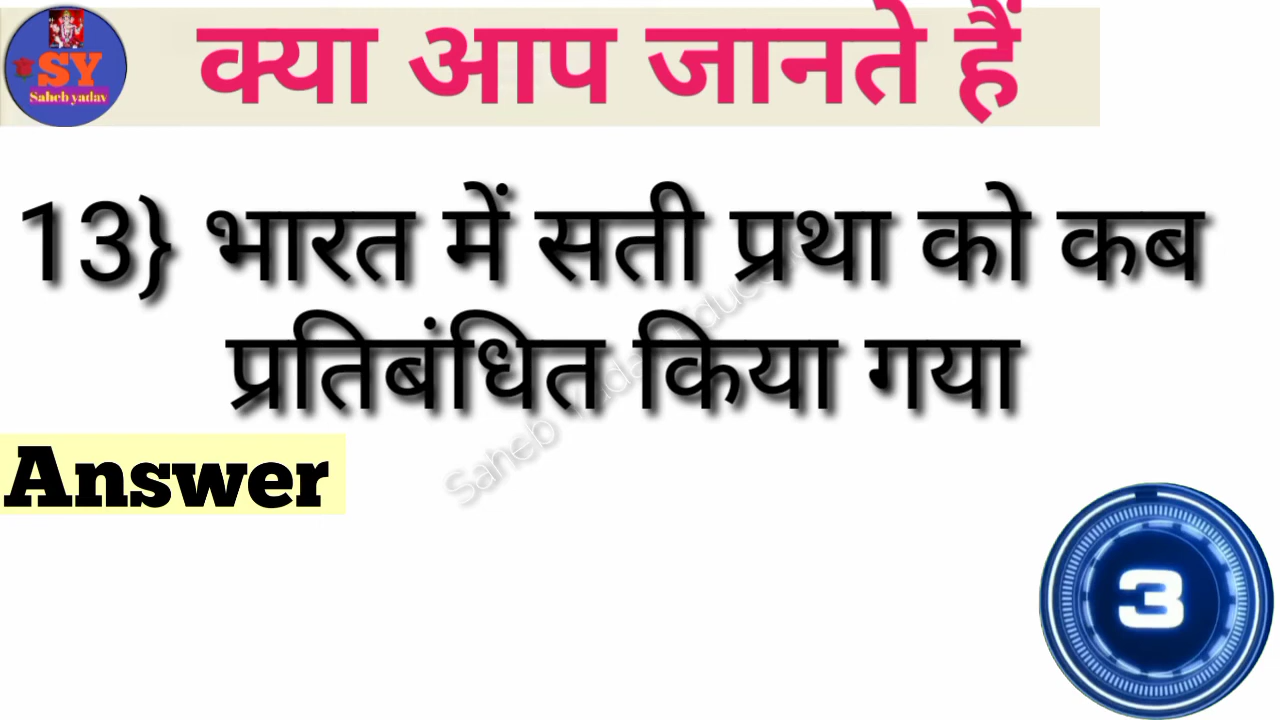 SY
Saheb yadav
क्या आप जानते हैं
13} भारत में सती प्रथा को कब
प्रतिबंधित किया गया
Answer
3